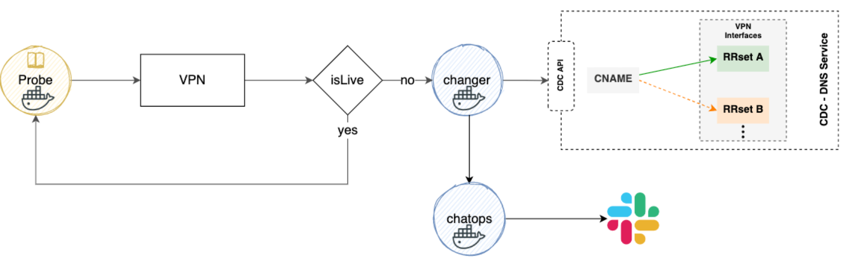 Probe
VPN
isLive
no
yes
changer
chatops
CDC API
CNAME
VPN
Interfaces
RRset A
RRset B
CDC - DNS Service